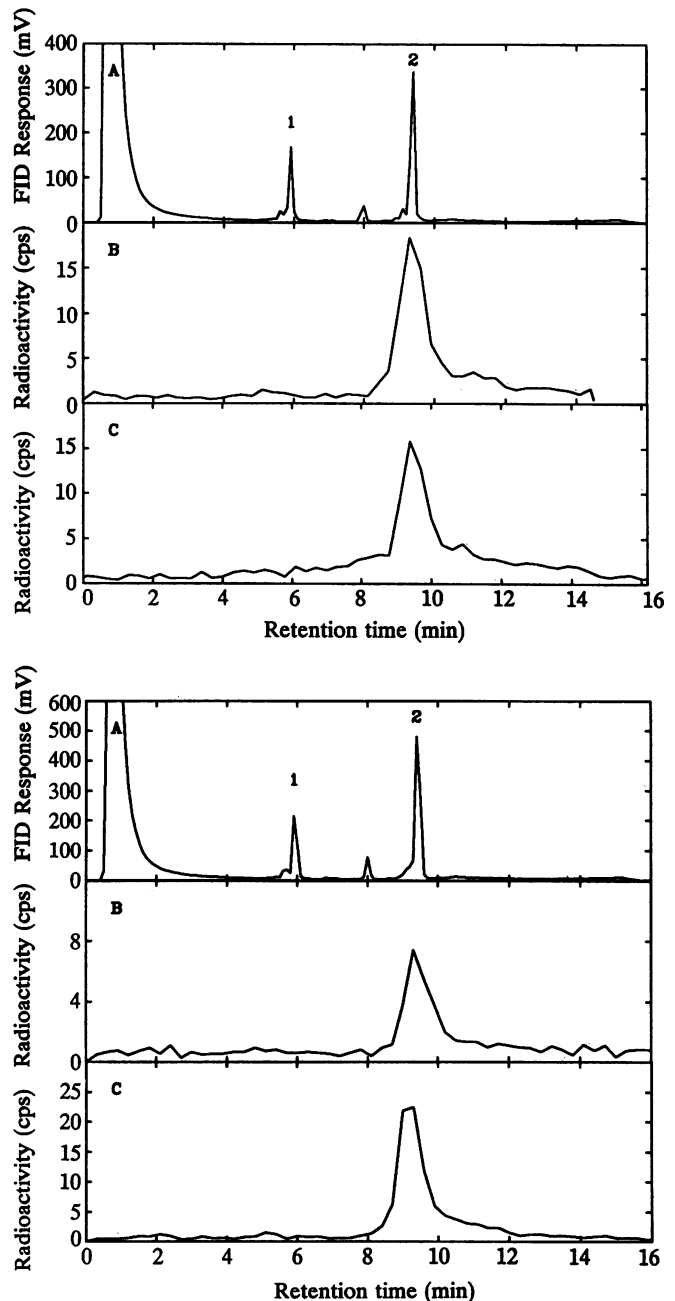 FID Response (mV)
400
300
200
100
0
A
1
2
Radioactivity (cps)
15
10
5
0
B
Radioactivity (cps)
15
10
5
0
C
0 2 4 6 8 10 12 14 16
Retention time (min)
FID Response (mV)
600
500
400
300
200
100
0
A
1
2
Radioactivity (cps)
8
4
0
B
Radioactivity (cps)
25
20
15
10
5
0
C
0 2 4 6 8 10 12 14 16
Retention time (min)